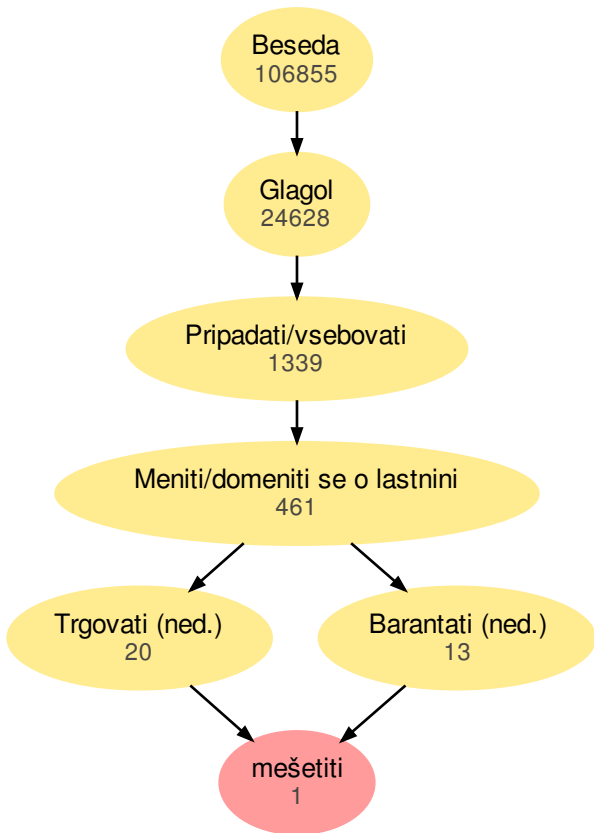 Beseda
106855
Glagol
24628
Pripadati/vsebovati
1339
Meniti/domeniti se o lastnini
461
Trgovati (ned.)
20
Barantati (ned.)
13
mešetiti
1